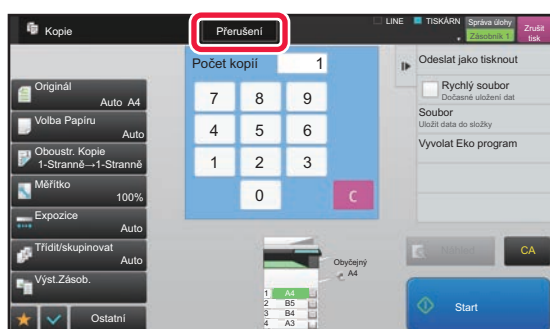 Kopie
Přerušení
LINE
TISKÁRN
Správa úlohy
Zásobník 1
Zrušit
tisk
Počet kopií
1
7 8 9
4 5 6
1 2 3
0 C
Originál
Auto A4
Volba Papíru
Auto
Oboustr. Kopie
1-Stranně→1-Stranně
Měřítko
100%
Expozice
Auto
Třídit/skupinovat
Auto
Výst.Zásob.
Ostatní
Obyčejný
A4
1 A4
2 B5
3 B4
4 A3
Odeslat jako tisknout
Rychlý soubor
Dočasné uložení dat
Soubor
Uložit data do složky
Vyvolat Eko program
CA
Start